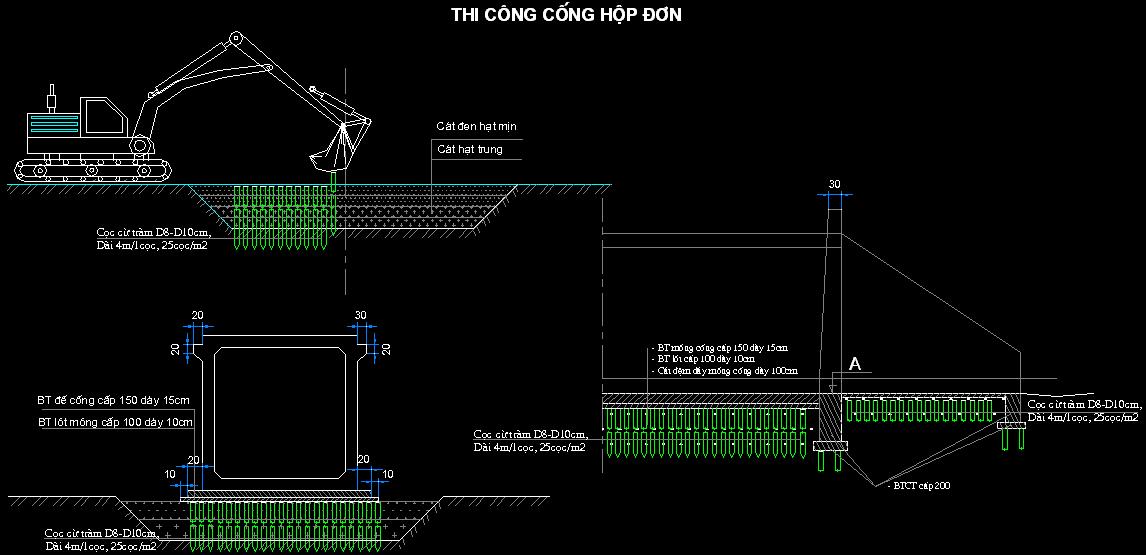 THI CÔNG CỐNG HỘP ĐƠN
Cát đen hạt mịn
Cát hạt trung
Cọc cừ tràm D8-D10cm,
Dài 4m/1cọc, 25cọc/m2
30
20
30
20
20
- BT móng cống cấp 150 dày 15cm
- BT lót cấp 100 dày 10cm
- Cát đệm dày móng cống dày 100cm
A
BT đế cống cấp 150 dày 15cm
BT lót móng cấp 100 dày 10cm
Cọc cừ tràm D8-D10cm,
Dài 4m/1cọc, 25cọc/m2
Cọc cừ tràm D8-D10cm,
Dài 4m/1cọc, 25cọc/m2
20
20
10
10
- BTCT cấp 200
Cọc cừ tràm D8-D10cm,
Dài 4m/1cọc, 25cọc/m2